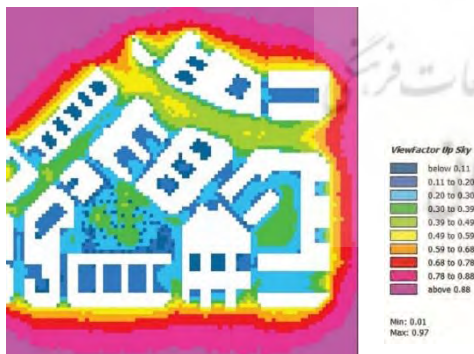 ات فرهنگی
ViewFactor Up Sky
below 0.11
0.11 to 0.20
0.20 to 0.30
0.30 to 0.39
0.39 to 0.49
0.49 to 0.59
0.59 to 0.68
0.68 to 0.78
0.78 to 0.88
above 0.88
Min: 0.01
Max: 0.97